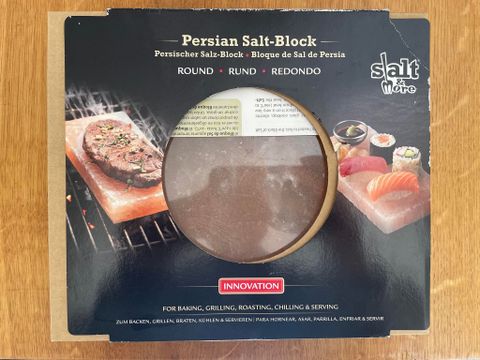 Persian Salt-Block
Persischer Salz-Block • Bloque de Sal de Persia
ROUND • RUND • REDONDO
salt
& more
INNOVATION
FOR BAKING, GRILLING, ROASTING, CHILLING & SERVING
ZUM BACKEN, GRILLEN, BRATEN, KÜHLEN & SERVIEREN | PARA HORNEAR, ASAR, PARRILLA, ENFRIAR & SERVIR